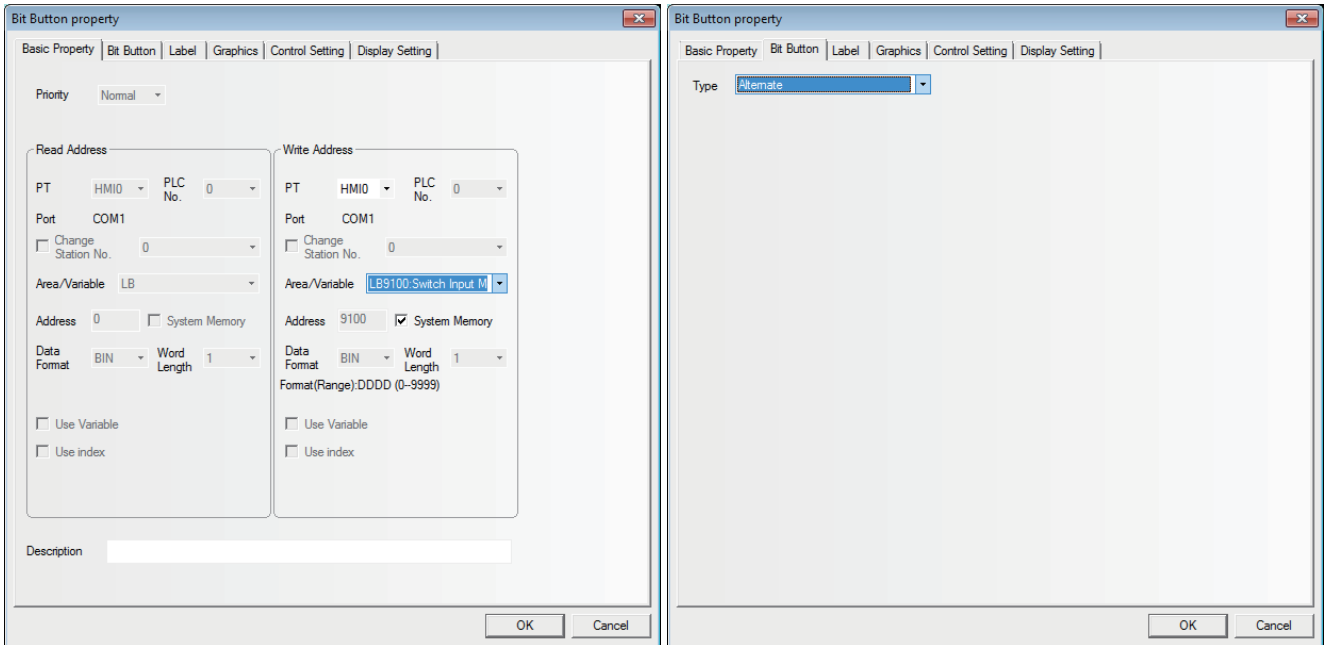 Bit Button property
Basic Property Bit Button Label Graphics Control Setting Display Setting
Priority Normal
Read Address
PT HMI0 PLC No. 0
Port COM1
Change Station No. 0
Area/Variable LB
Address 0 System Memory
Data Format BIN Word Length 1
Use Variable
Use index
Write Address
PT HMI0 PLC No. 0
Port COM1
Change Station No. 0
Area/Variable LB9100:Switch Input M
Address 9100 System Memory
Data Format BIN Word Length 1
Format(Range):DDDD (0--9999)
Use Variable
Use index
Description
OK Cancel
Bit Button property
Basic Property Bit Button Label Graphics Control Setting Display Setting
Type Alternate
OK Cancel